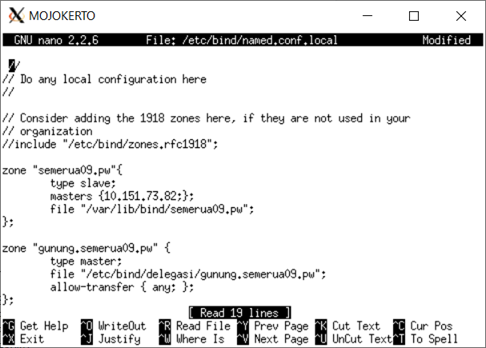 MOJOKERTO
GNU nano 2.2.6 File: /etc/bind/named.conf.local Modified
//
// Do any local configuration here
//
// Consider adding the 1918 zones here, if they are not used in your
// organization
//include "/etc/bind/zones.rfc1918";
zone "semerua09.pw"{
type slave;
masters {10.151.73.82;};
file "/var/lib/bind/semerua09.pw";
};
zone "gunung.semerua09.pw" {
type master;
file "/etc/bind/delegasi/gunung.semerua09.pw";
allow-transfer { any; };
};
[ Read 19 lines ]
^G Get Help ^O WriteOut ^R Read File ^Y Prev Page ^K Cut Text ^C Cur Pos
^X Exit ^J Justify ^W Where Is ^V Next Page ^U UnCut Text ^T To Spell